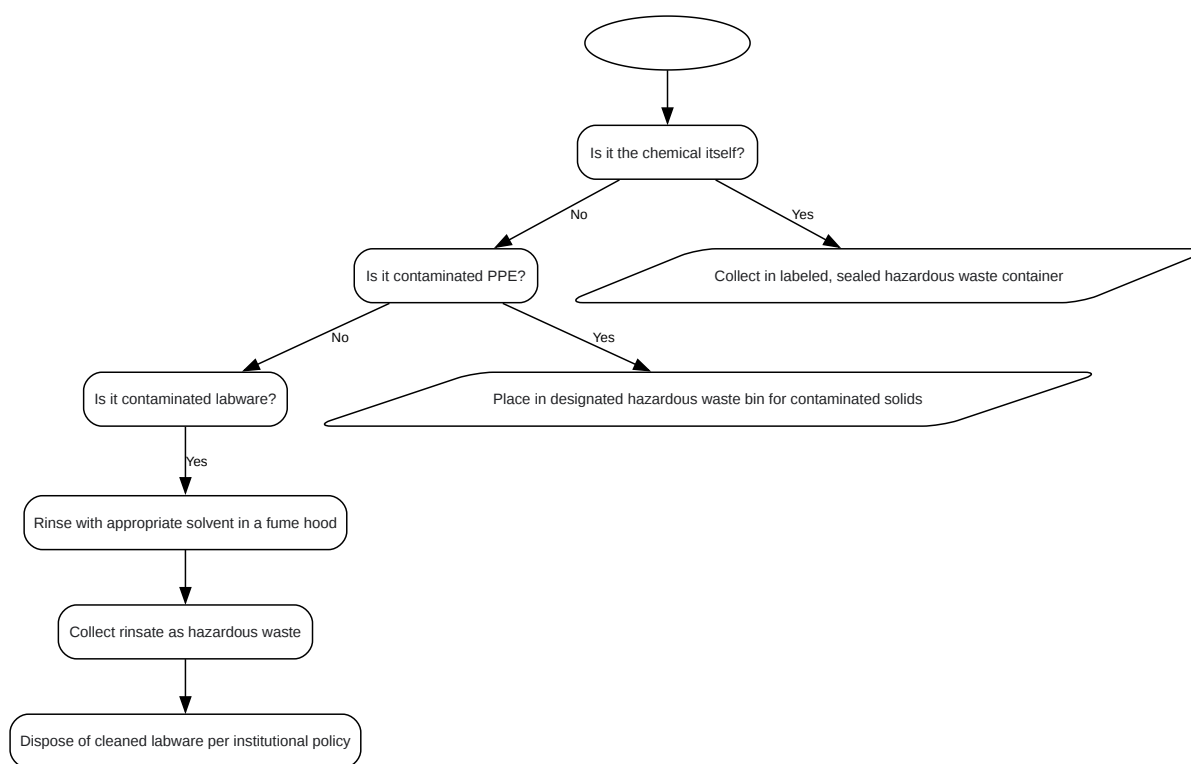 Is it the chemical itself?
No
Yes
Is it contaminated PPE?
Collect in labeled, sealed hazardous waste container
No
Yes
Is it contaminated labware?
Place in designated hazardous waste bin for contaminated solids
Yes
Rinse with appropriate solvent in a fume hood
Collect rinsate as hazardous waste
Dispose of cleaned labware per institutional policy